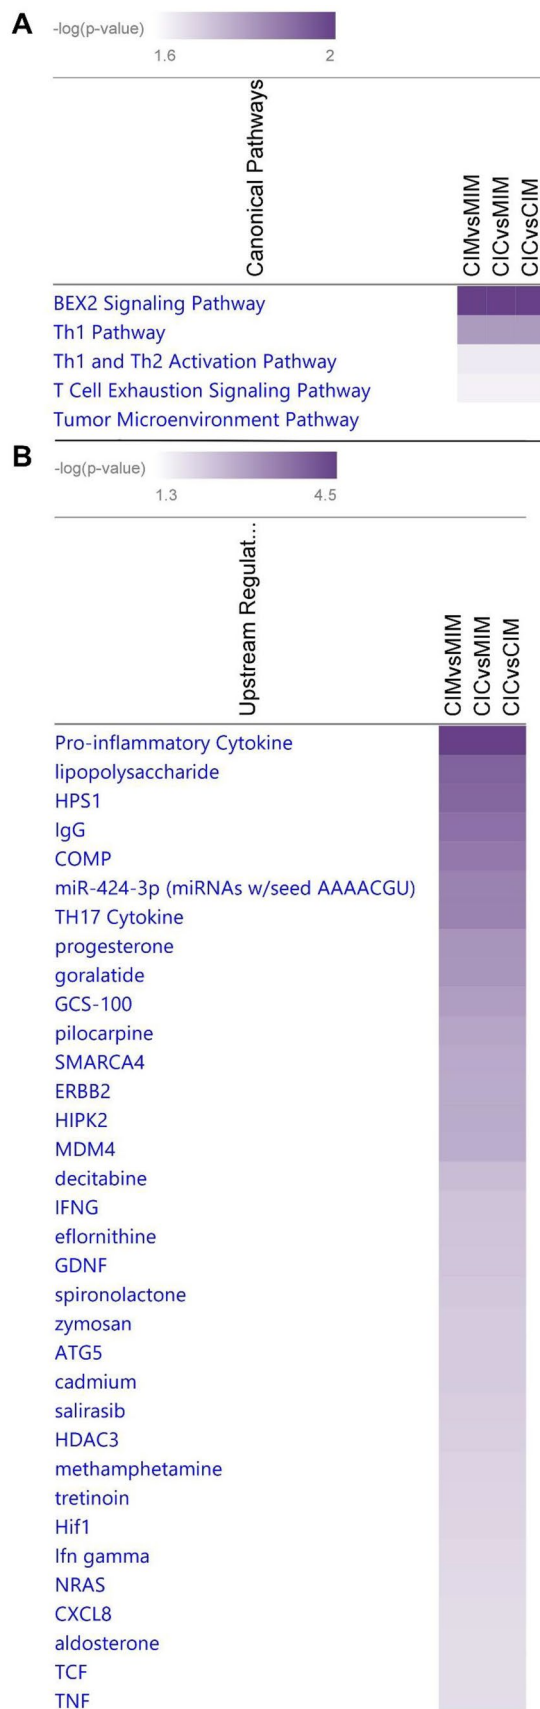 A
-log(p-value)
1.6 2
Canonical Pathways
CIMvsMIM
CICvsMIM
CICvsCIM
BEX2 Signaling Pathway
Th1 Pathway
Th1 and Th2 Activation Pathway
T Cell Exhaustion Signaling Pathway
Tumor Microenvironment Pathway
B
-log(p-value)
1.3 4.5
Upstream Regulat...
CIMvsMIM
CICvsMIM
CICvsCIM
Pro-inflammatory Cytokine
lipopolysaccharide
HPS1
IgG
COMP
miR-424-3p (miRNAs w/seed AAAACGU)
TH17 Cytokine
progesterone
goralatide
GCS-100
pilocarpine
SMARCA4
ERBB2
HIPK2
MDM4
decitabine
IFNG
eflornithine
GDNF
spironolactone
zymosan
ATG5
cadmium
salirasib
HDAC3
methamphetamine
tretinoin
Hif1
Ifn gamma
NRAS
CXCL8
aldosterone
TCF
TNF